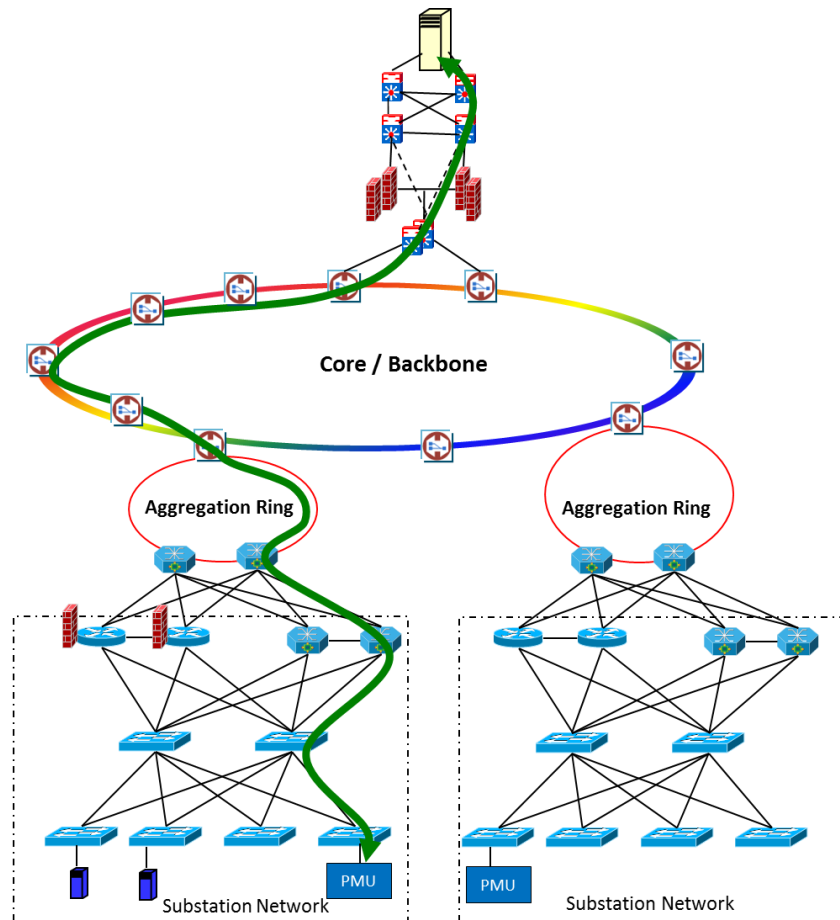 Core / Backbone
Aggregation Ring
Aggregation Ring
PMU
PMU
Substation Network
Substation Network